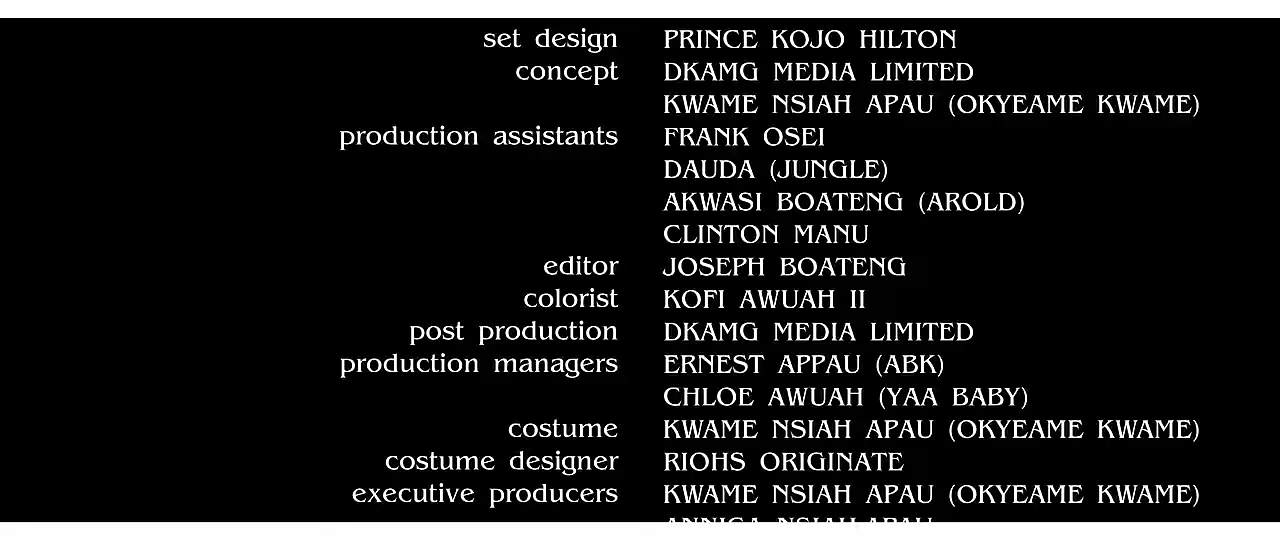 set design PRINCE KOJO HILTON
concept DKAMG MEDIA LIMITED
KWAME NSIAH APAU (OKYEAME KWAME)
production assistants FRANK OSEI
DAUDA (JUNGLE)
AKWASI BOATENG (AROLD)
CLINTON MANU
editor JOSEPH BOATENG
colorist KOFI AWUAH II
post production DKAMG MEDIA LIMITED
production managers ERNEST APPAU (ABK)
CHLOE AWUAH (YAA BABY)
costume KWAME NSIAH APAU (OKYEAME KWAME)
costume designer RIOHS ORIGINATE
executive producers KWAME NSIAH APAU (OKYEAME KWAME)